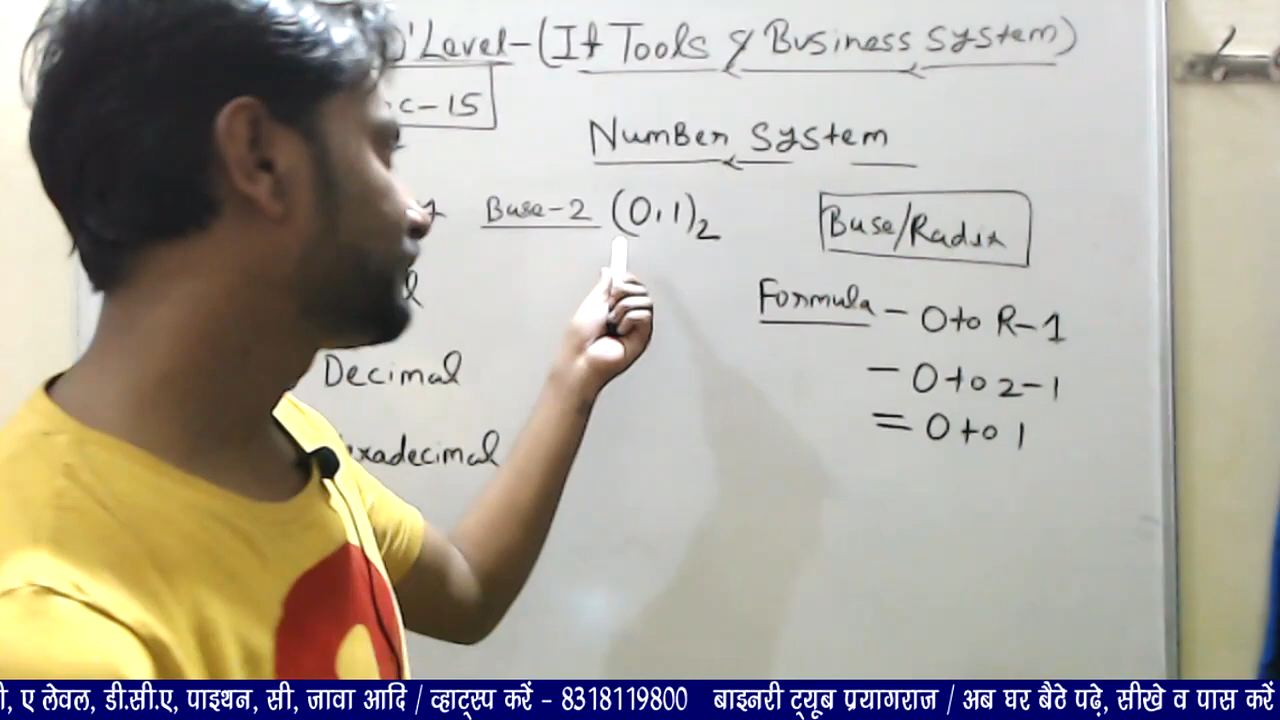 'Level-(It Tools & Business System)
c-15
Number System
Base-2 (0,1)2
Base/Radix
Formula - 0 to R-1
- 0 to 2-1
= 0 to 1
Decimal
exadecimal
ए लेवल, डी.सी.ए, पाइथन, सी, जावा आदि / व्हाट्स्प करें - 8318119800 बाइनरी ट्यूब प्रयागराज / अब घर बैठे पढ़े, सीखे व पास करें